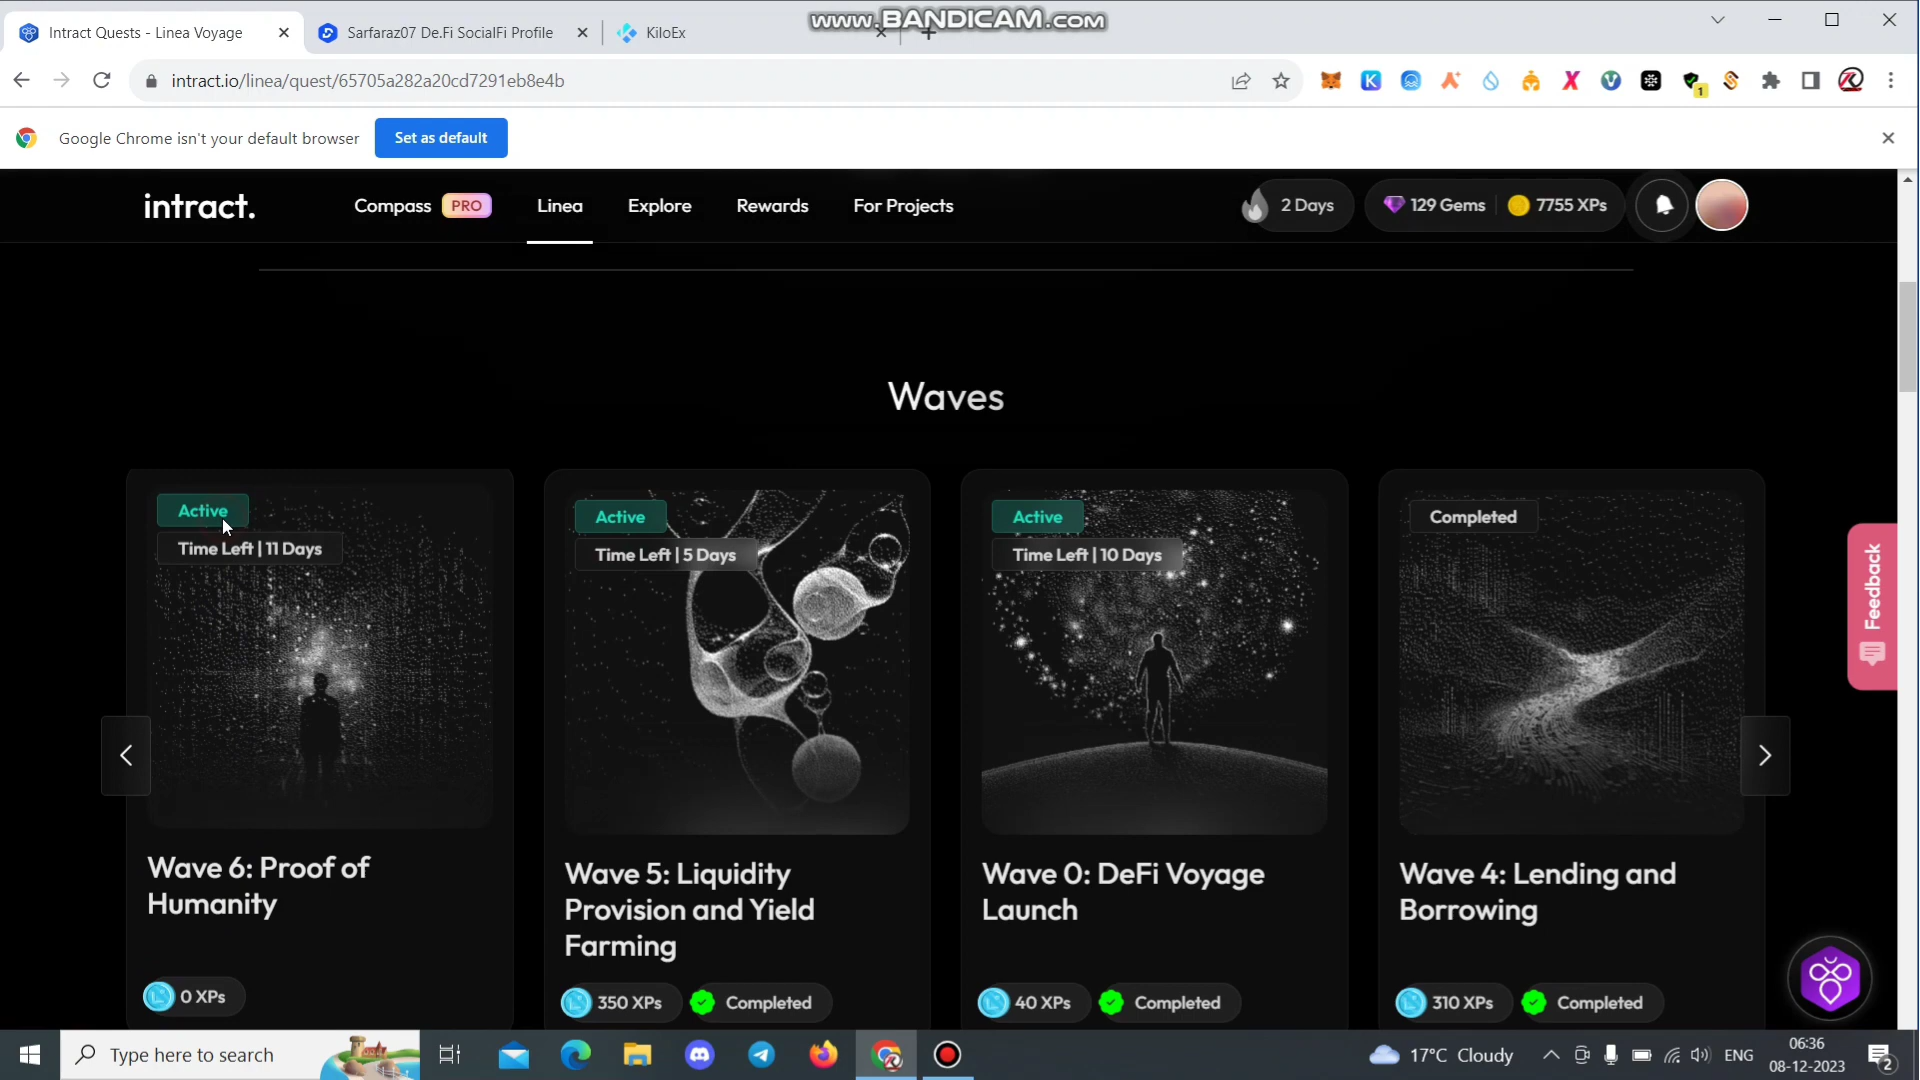 Intract Quests - Linea Voyage
Sarfaraz07 De.Fi SocialFi Profile
KiloEx
www.BANDICAM.com
intract.io/linea/quest/65705a282a20cd7291eb8e4b
1
Google Chrome isn't your default browser
Set as default
intract.
Compass PRO
Linea
Explore
Rewards
For Projects
2 Days
129 Gems
7755 XPs
Waves
Active
Time Left | 11 Days
Active
Time Left | 5 Days
Active
Time Left | 10 Days
Completed
Feedback
Wave 6: Proof of
Humanity
0 XPs
Wave 5: Liquidity
Provision and Yield
Farming
350 XPs
Completed
Wave 0: DeFi Voyage
Launch
40 XPs
Completed
Wave 4: Lending and
Borrowing
310 XPs
Completed
Type here to search
17°C Cloudy
ENG
06:36
08-12-2023
2